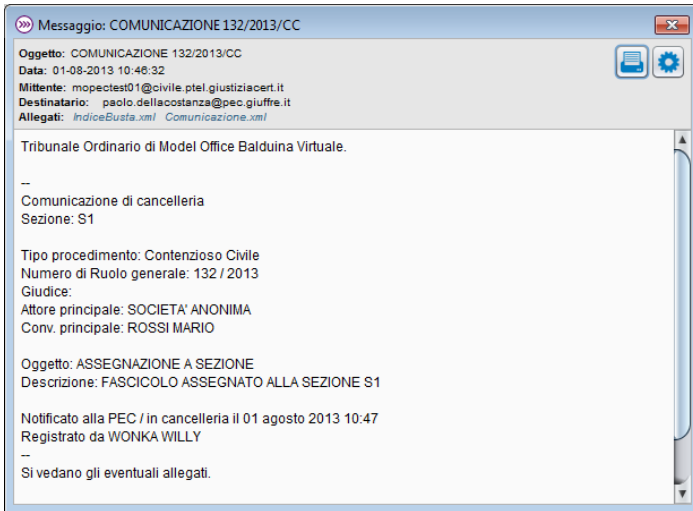 Messaggio: COMUNICAZIONE 132/2013/CC
Oggetto: COMUNICAZIONE 132/2013/CC
Data: 01-08-2013 10:46:32
Mittente: mopectest01@civile.ptel.giustiziacert.it
Destinatario: paolo.dellacostanza@pec.giuffre.it
Allegati: IndiceBusta.xml Comunicazione.xml
Tribunale Ordinario di Model Office Balduina Virtuale.
--
Comunicazione di cancelleria
Sezione: S1
Tipo procedimento: Contenzioso Civile
Numero di Ruolo generale: 132 / 2013
Giudice:
Attore principale: SOCIETA' ANONIMA
Conv. principale: ROSSI MARIO
Oggetto: ASSEGNAZIONE A SEZIONE
Descrizione: FASCICOLO ASSEGNATO ALLA SEZIONE S1
Notificato alla PEC / in cancelleria il 01 agosto 2013 10:47
Registrato da WONKA WILLY
--
Si vedano gli eventuali allegati.